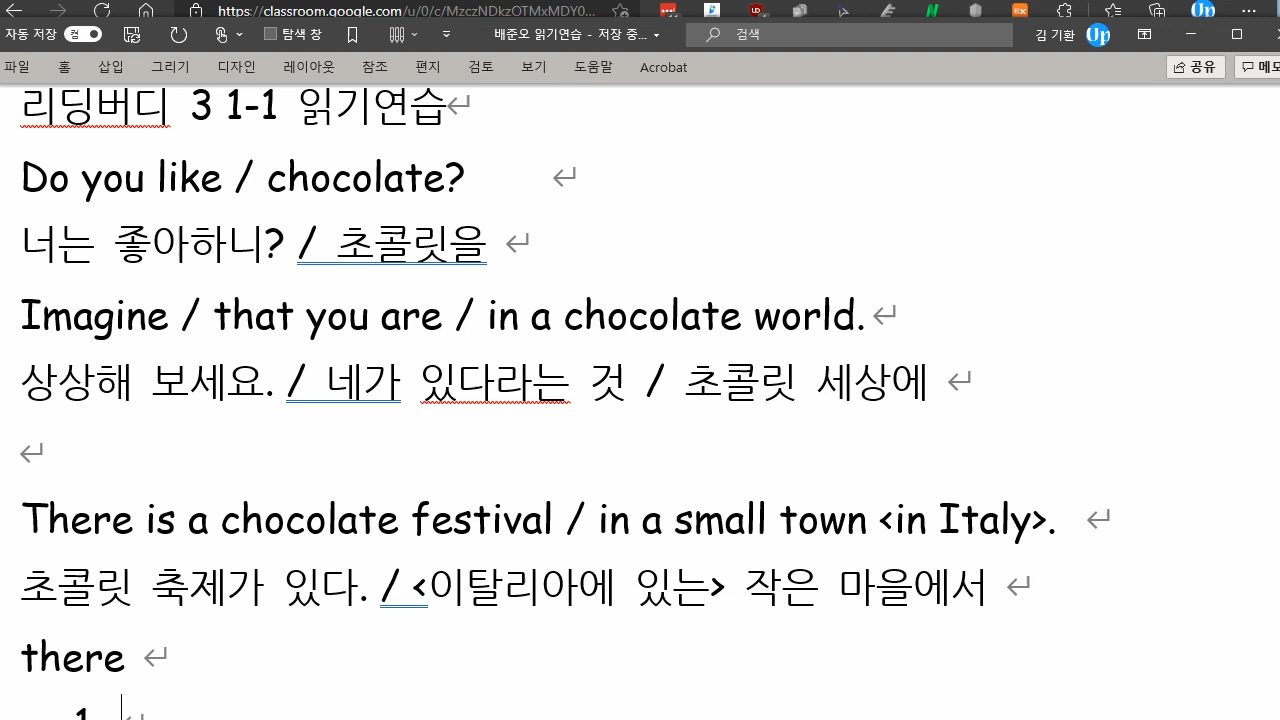 https://classroom.google.com/u/0/c/MzczNDkzOTMxMDY0...
자동 저장 켬 탐색 창 배준오 읽기연습 - 저장 중... 검색 김 기환 Up
파일 홈 삽입 그리기 디자인 레이아웃 참조 편지 검토 보기 도움말 Acrobat 공유 메모
리딩버디 3 1-1 읽기연습
Do you like / chocolate?
너는 좋아하니? / 초콜릿을
Imagine / that you are / in a chocolate world.
상상해 보세요. / 네가 있다라는 것 / 초콜릿 세상에
There is a chocolate festival / in a small town <in Italy>.
초콜릿 축제가 있다. / <이탈리아에 있는> 작은 마을에서
there
1.